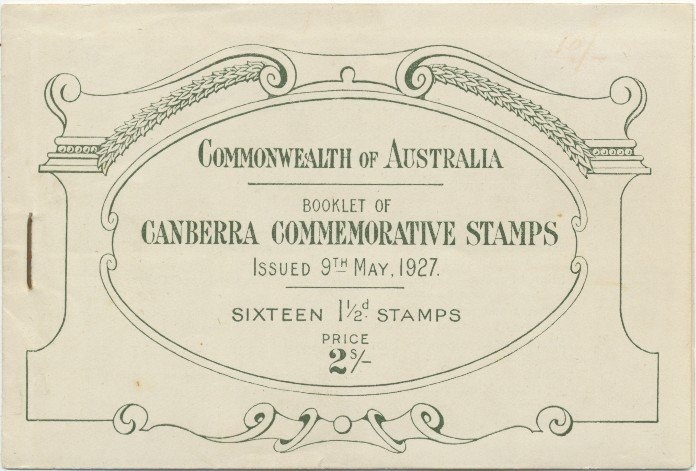 COMMONWEALTH OF AUSTRALIA
BOOKLET OF
CANBERRA COMMEMORATIVE STAMPS
ISSUED 9TH MAY, 1927.
SIXTEEN 1½d. STAMPS
PRICE
2s/-